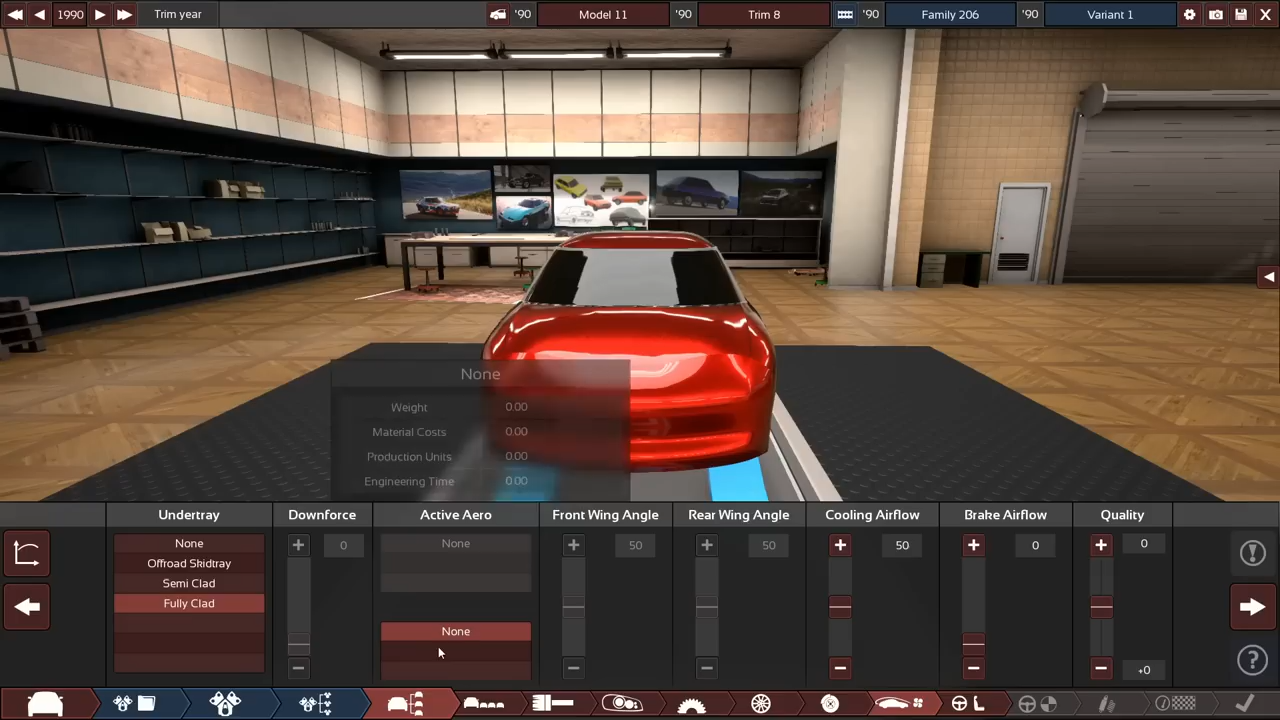 1990 Trim year '90 Model 11 '90 Trim 8 '90 Family 206 '90 Variant 1
None
Weight 0.00
Material Costs 0.00
Production Units 0.00
Engineering Time 0.00
Undertray Downforce Active Aero Front Wing Angle Rear Wing Angle Cooling Airflow Brake Airflow Quality
None 0 None 50 50 50 0 0
Offroad Skidtray
Semi Clad
Fully Clad
None
+0